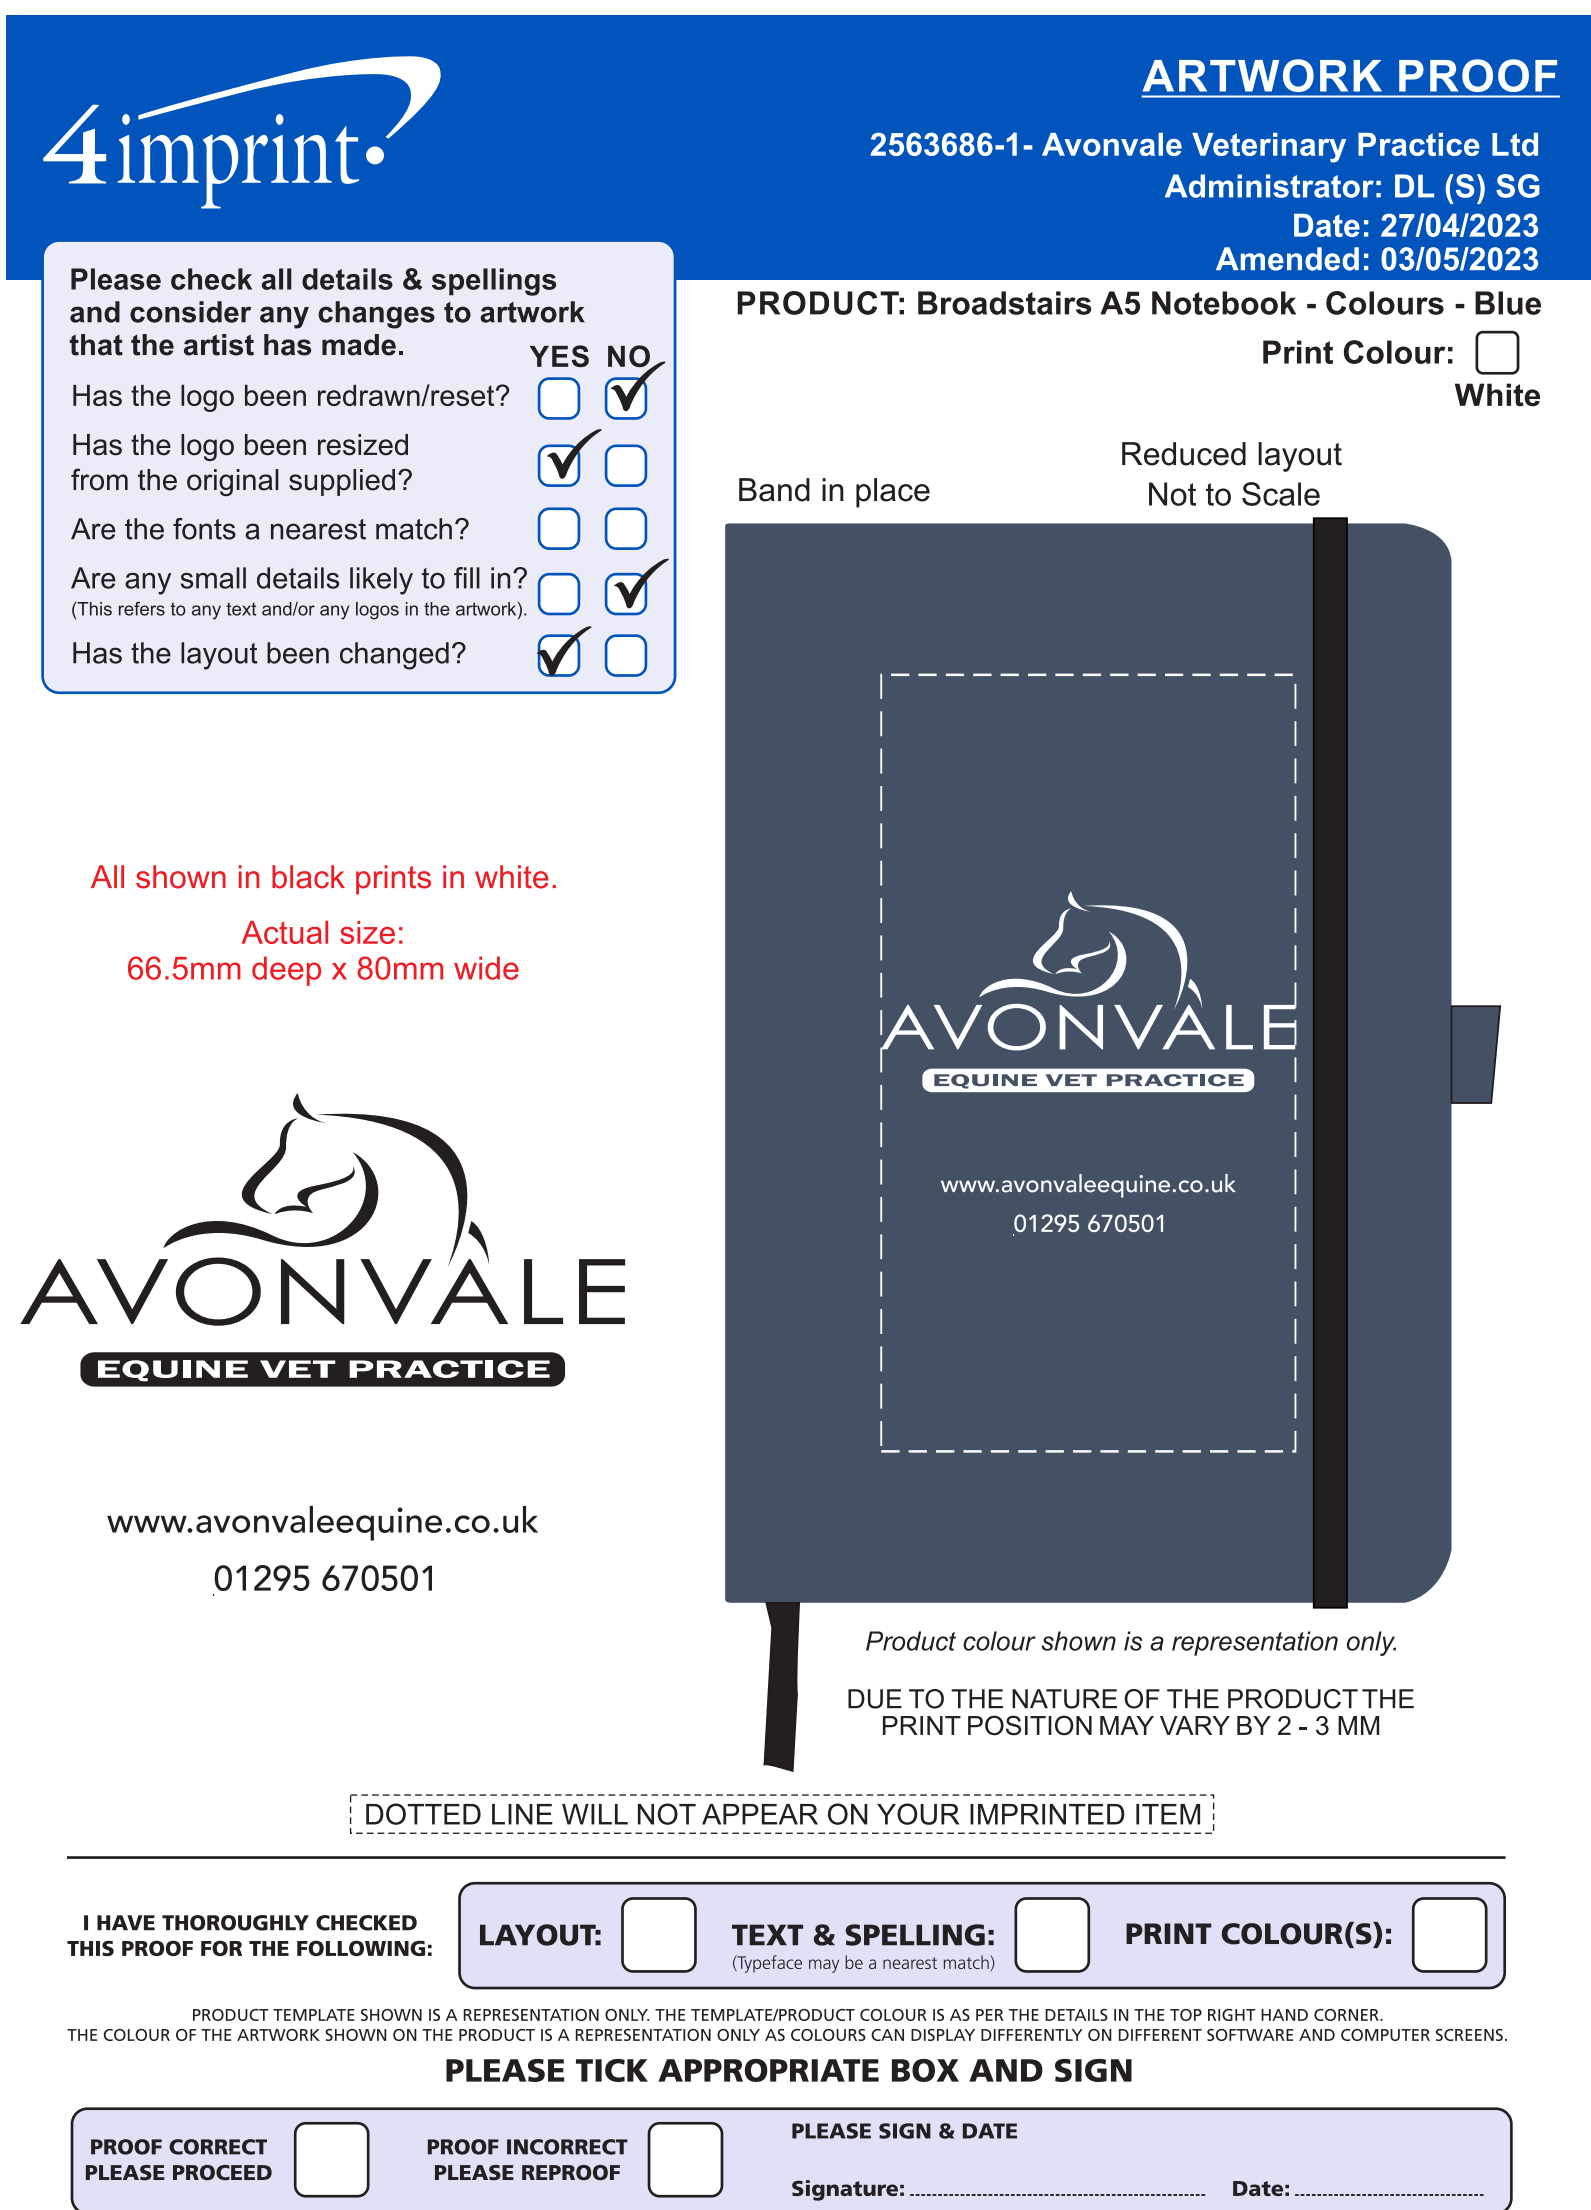 4imprint
ARTWORK PROOF
2563686-1- Avonvale Veterinary Practice Ltd
Administrator: DL (S) SG
Date: 27/04/2023
Amended: 03/05/2023
Please check all details & spellings
and consider any changes to artwork
that the artist has made.
YES NO
Has the logo been redrawn/reset?
Has the logo been resized
from the original supplied?
Are the fonts a nearest match?
Are any small details likely to fill in?
(This refers to any text and/or any logos in the artwork).
Has the layout been changed?
PRODUCT: Broadstairs A5 Notebook - Colours - Blue
Print Colour:
White
Band in place
Reduced layout
Not to Scale
All shown in black prints in white.
Actual size:
66.5mm deep x 80mm wide
AVONVALE
EQUINE VET PRACTICE
www.avonvaleequine.co.uk
01295 670501
AVONVALE
EQUINE VET PRACTICE
www.avonvaleequine.co.uk
01295 670501
Product colour shown is a representation only.
DUE TO THE NATURE OF THE PRODUCT THE
PRINT POSITION MAY VARY BY 2 - 3 MM
DOTTED LINE WILL NOT APPEAR ON YOUR IMPRINTED ITEM
I HAVE THOROUGHLY CHECKED
THIS PROOF FOR THE FOLLOWING:
LAYOUT:
TEXT & SPELLING:
(Typeface may be a nearest match)
PRINT COLOUR(S):
PRODUCT TEMPLATE SHOWN IS A REPRESENTATION ONLY. THE TEMPLATE/PRODUCT COLOUR IS AS PER THE DETAILS IN THE TOP RIGHT HAND CORNER.
THE COLOUR OF THE ARTWORK SHOWN ON THE PRODUCT IS A REPRESENTATION ONLY AS COLOURS CAN DISPLAY DIFFERENTLY ON DIFFERENT SOFTWARE AND COMPUTER SCREENS.
PLEASE TICK APPROPRIATE BOX AND SIGN
PROOF CORRECT
PLEASE PROCEED
PROOF INCORRECT
PLEASE REPROOF
PLEASE SIGN & DATE
Signature:
Date: